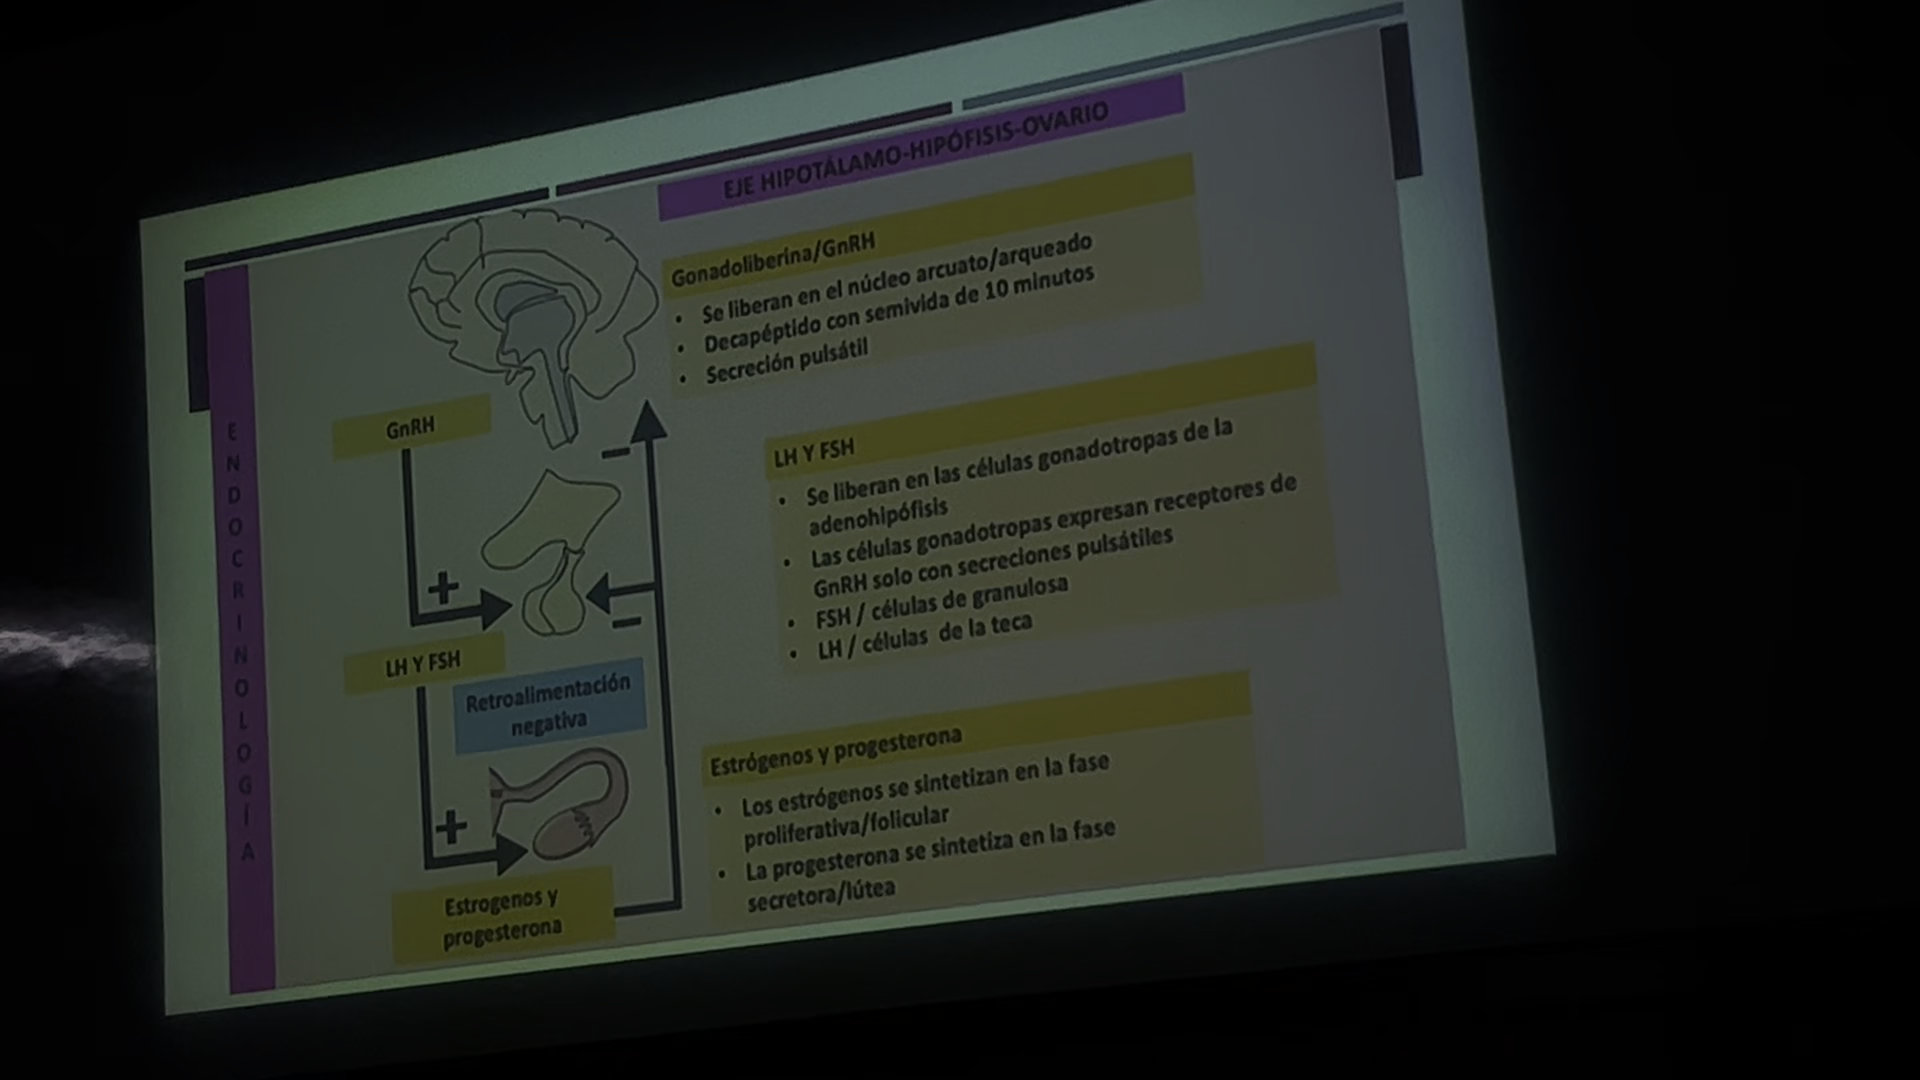 EJE HIPOTÁLAMO-HIPÓFISIS-OVARIO
ENDOCRINOLOGÍA
Gonadoliberina/GnRH
• Se liberan en el núcleo arcuato/arqueado
• Decapéptido con semivida de 10 minutos
• Secreción pulsátil
GnRH
−
+
−
LH Y FSH
• Se liberan en las células gonadotropas de la
adenohipófisis
• Las células gonadotropas expresan receptores de
GnRH solo con secreciones pulsátiles
• FSH / células de granulosa
• LH / células de la teca
LH Y FSH
Retroalimentación
negativa
+
Estrogenos y
progesterona
Estrógenos y progesterona
• Los estrógenos se sintetizan en la fase
proliferativa/folicular
• La progesterona se sintetiza en la fase
secretora/lútea